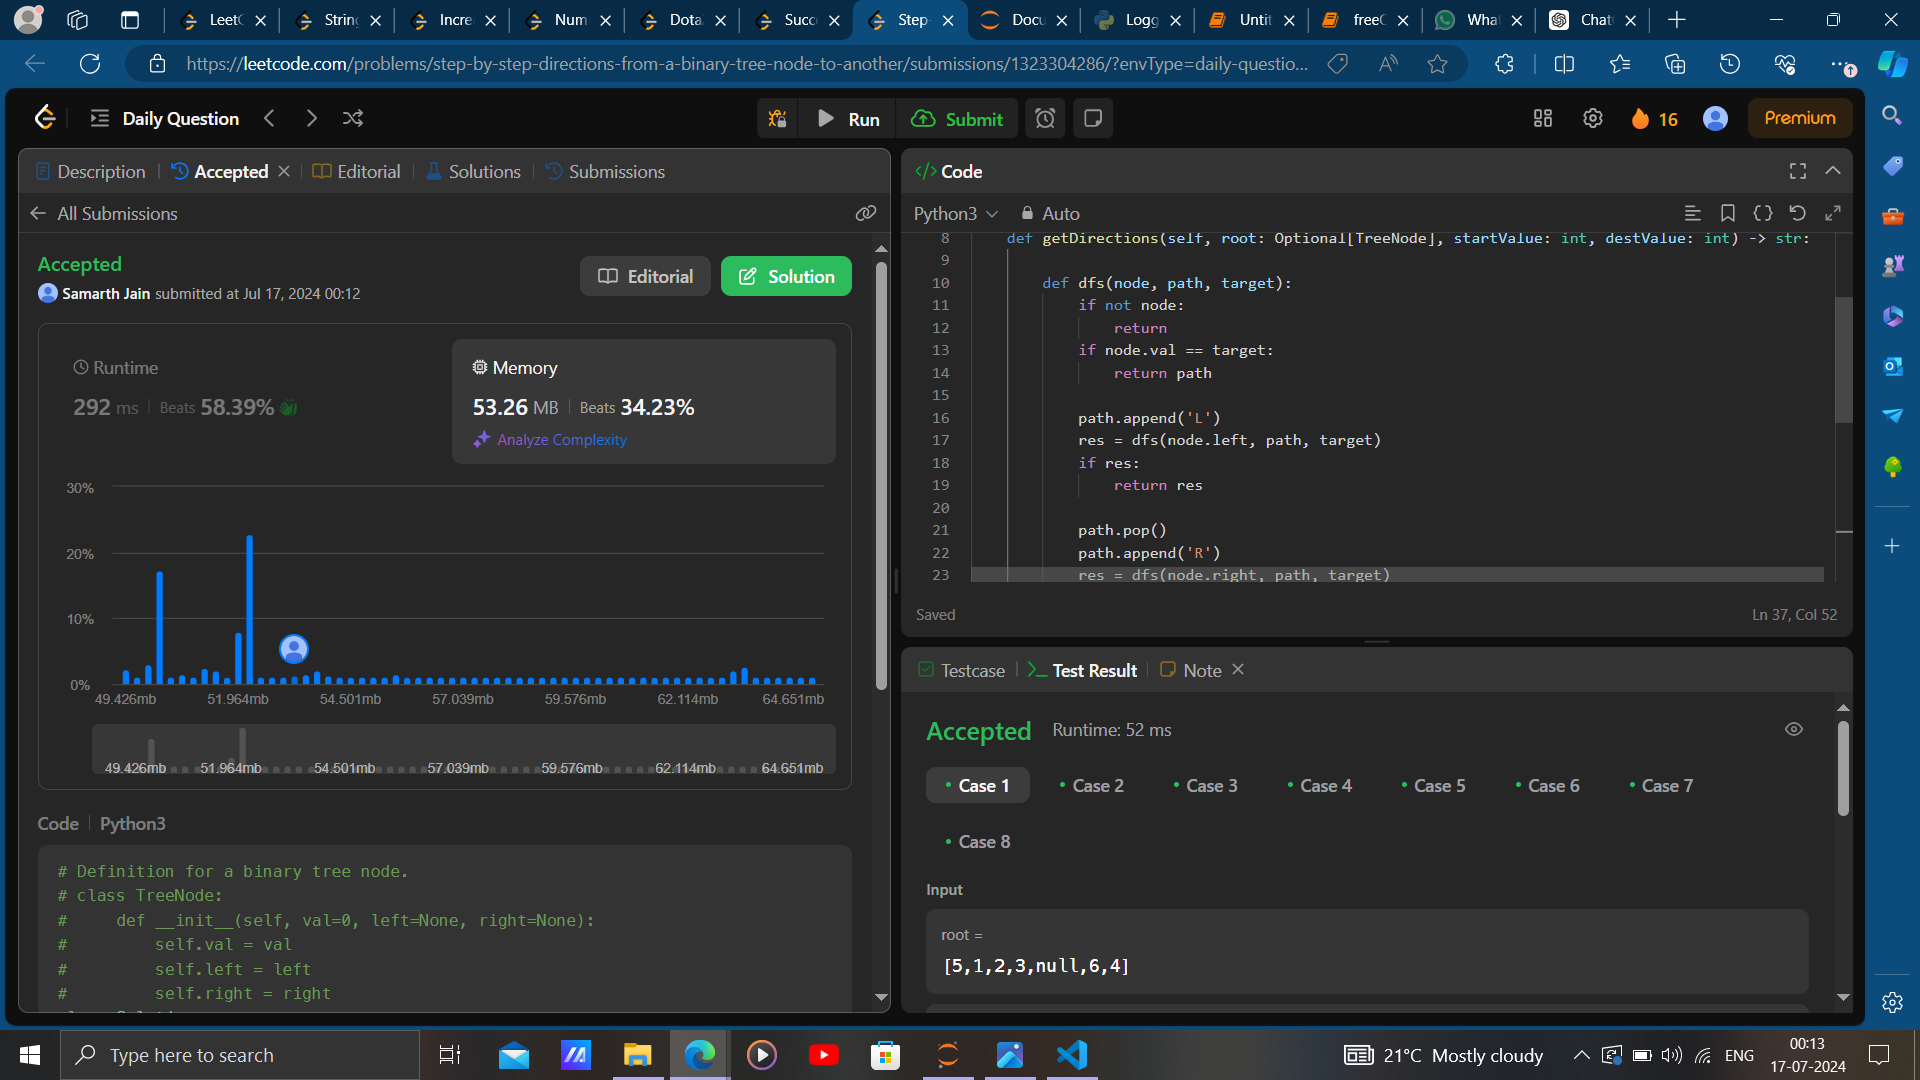 LeetC
String
Incre
Num
Dota
Succ
Step-
Docu
Logg
Untit
freeC
What
Chat
https://leetcode.com/problems/step-by-step-directions-from-a-binary-tree-node-to-another/submissions/1323304286/?envType=daily-questio...
Daily Question
Run
Submit
16
Premium
Description
Accepted
Editorial
Solutions
Submissions
All Submissions
Accepted
Samarth Jain submitted at Jul 17, 2024 00:12
Editorial
Solution
Runtime
292 ms | Beats 58.39%
Memory
53.26 MB | Beats 34.23%
Analyze Complexity
30%
20%
10%
0%
49.426mb 51.964mb 54.501mb 57.039mb 59.576mb 62.114mb 64.651mb
49.426mb 51.964mb 54.501mb 57.039mb 59.576mb 62.114mb 64.651mb
Code | Python3
# Definition for a binary tree node.
# class TreeNode:
#     def __init__(self, val=0, left=None, right=None):
#         self.val = val
#         self.left = left
#         self.right = right
</> Code
Python3
Auto
8 def getDirections(self, root: Optional[TreeNode], startValue: int, destValue: int) -> str:
9
10 def dfs(node, path, target):
11 if not node:
12 return
13 if node.val == target:
14 return path
15
16 path.append('L')
17 res = dfs(node.left, path, target)
18 if res:
19 return res
20
21 path.pop()
22 path.append('R')
23 res = dfs(node.right, path, target)
Saved
Ln 37, Col 52
Testcase
Test Result
Note
Accepted
Runtime: 52 ms
Case 1
Case 2
Case 3
Case 4
Case 5
Case 6
Case 7
Case 8
Input
root =
[5,1,2,3,null,6,4]
Type here to search
21°C Mostly cloudy
ENG
00:13
17-07-2024